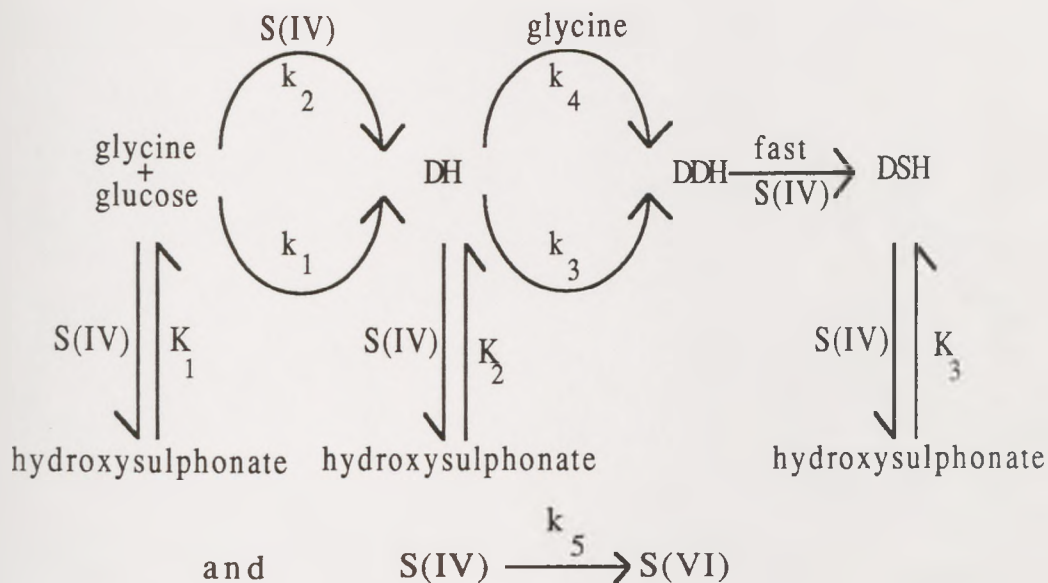 S(IV) glycine
k2 k4
glycine + glucose DH DDH fast S(IV) DSH
k1 k3
S(IV) K1 S(IV) K2 S(IV) K3
hydroxysulphonate hydroxysulphonate hydroxysulphonate
k5
and S(IV) S(VI)